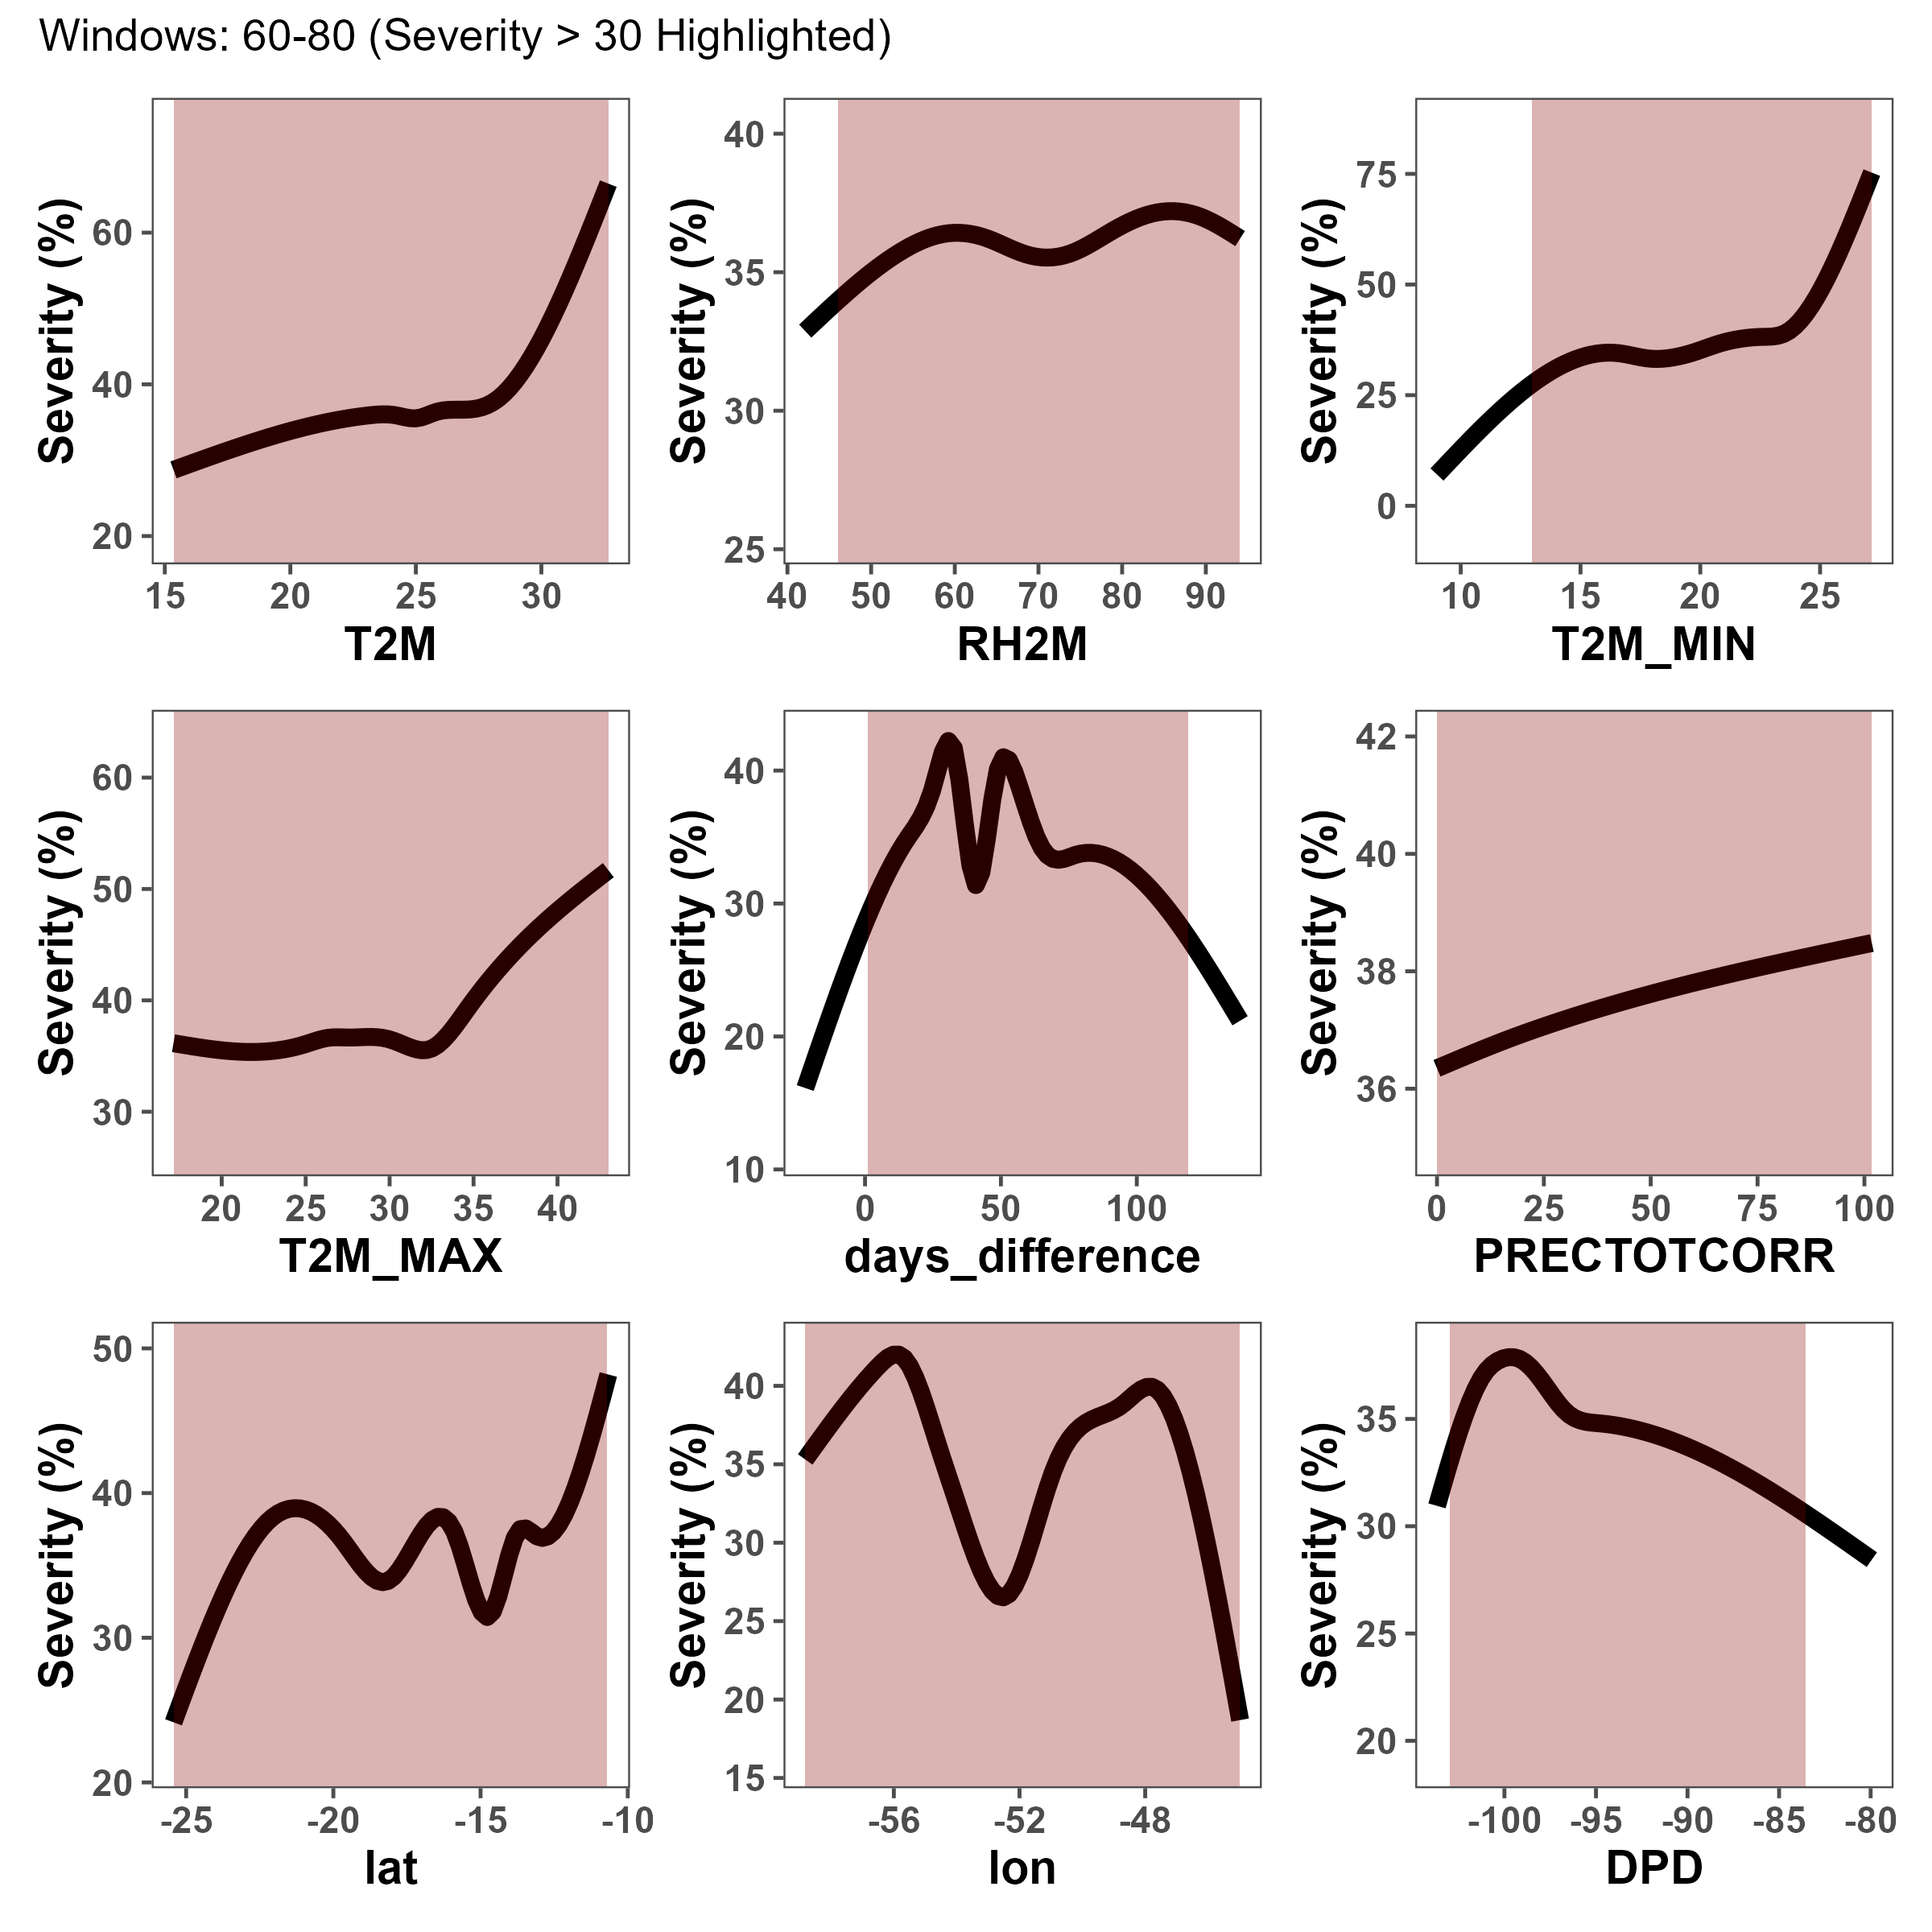 Windows: 60-80 (Severity > 30 Highlighted)
Severity (%)
60
40
20
15 20 25 30
T2M
Severity (%)
40
35
30
25
40 50 60 70 80 90
RH2M
Severity (%)
75
50
25
0
10 15 20 25
T2M_MIN
Severity (%)
60
50
40
30
20 25 30 35 40
T2M_MAX
Severity (%)
40
30
20
10
0 50 100
days_difference
Severity (%)
42
40
38
36
0 25 50 75 100
PRECTOTCORR
Severity (%)
50
40
30
20
-25 -20 -15 -10
lat
Severity (%)
40
35
30
25
20
15
-56 -52 -48
lon
Severity (%)
35
30
25
20
-100 -95 -90 -85 -80
DPD